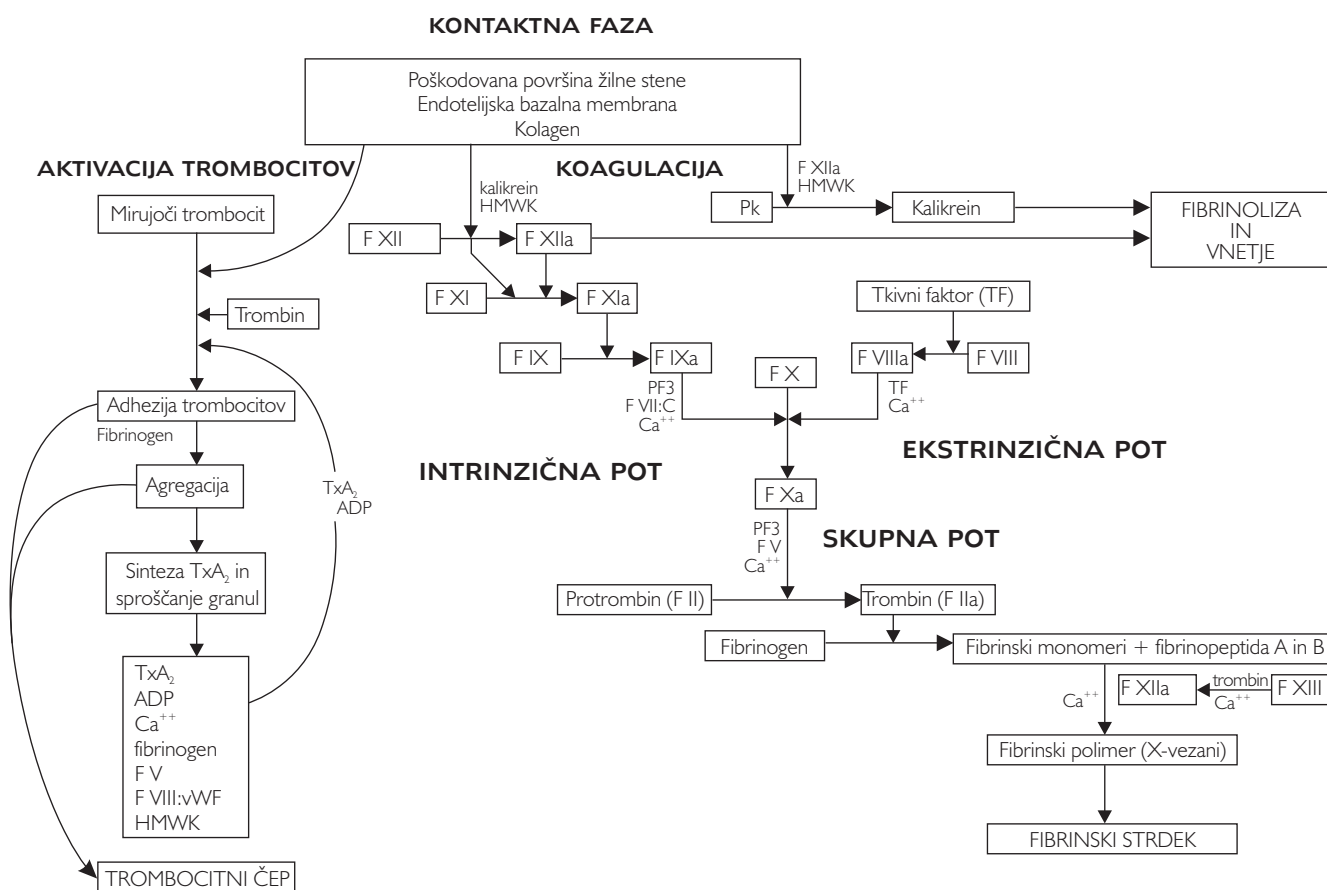 KONTAKTNA FAZA
Poškodovana površina žilne stene
Endotelijska bazalna membrana
Kolagen
AKTIVACIJA TROMBOCITOV
Mirujoči trombocit
Trombin
Adhezija trombocitov
Fibrinogen
Agregacija
TxA₂
ADP
Sinteza TxA₂ in
sproščanje granul
TxA₂
ADP
Ca⁺⁺
fibrinogen
F V
F VIII:vWF
HMWK
TROMBOCITNI ČEP
KOAGULACIJA
kalikrein
HMWK
F XIIa
HMWK
Pk
Kalikrein
FIBRINOLIZA
IN
VNETJE
F XII
F XIIa
F XI
F XIa
Tkivni faktor (TF)
F IX
F IXa
F X
F VIIIa
F VIII
PF3
F VII:C
Ca⁺⁺
TF
Ca⁺⁺
INTRINZIČNA POT
EKSTRINZIČNA POT
F Xa
PF3
F V
Ca⁺⁺
SKUPNA POT
Protrombin (F II)
Trombin (F IIa)
Fibrinogen
Fibrinski monomeri + fibrinopeptida A in B
Ca⁺⁺
F XIIa
trombin
Ca⁺⁺
F XIII
Fibrinski polimer (X-vezani)
FIBRINSKI STRDEK